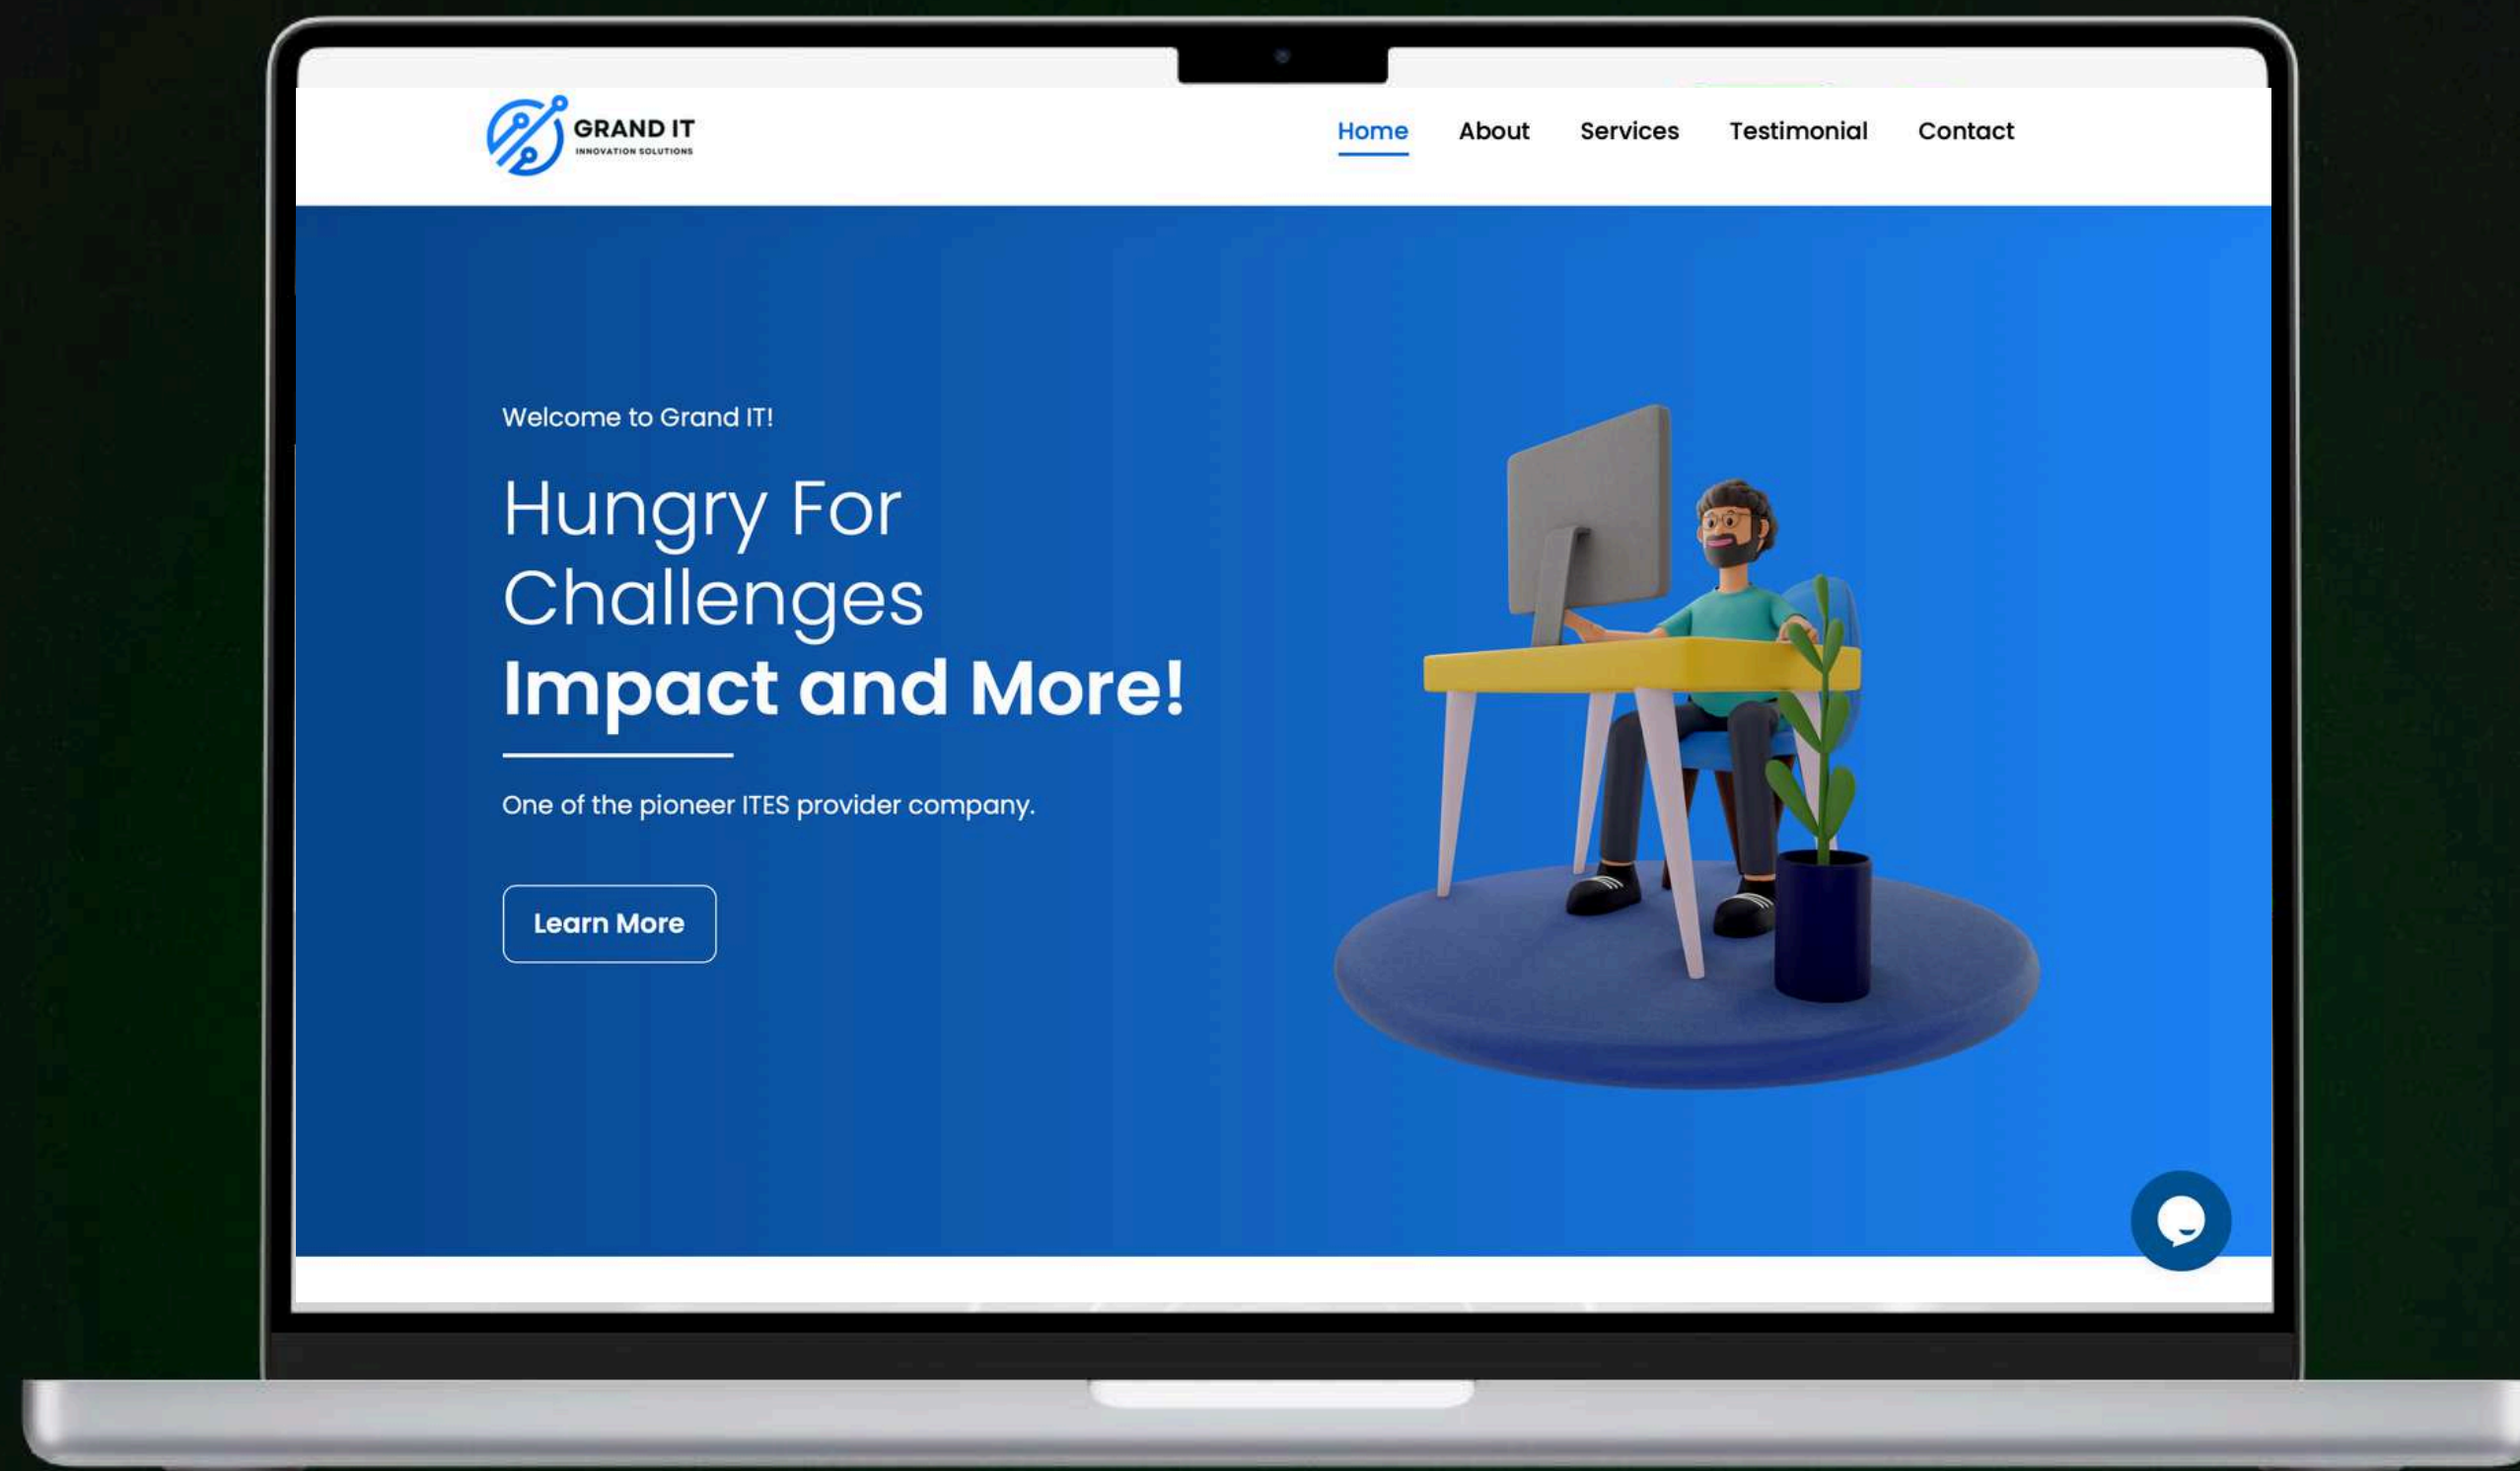 GRAND IT
INNOVATION SOLUTIONS
Home About Services Testimonial Contact
Welcome to Grand IT!
Hungry For
Challenges
Impact and More!
One of the pioneer ITES provider company.
Learn More